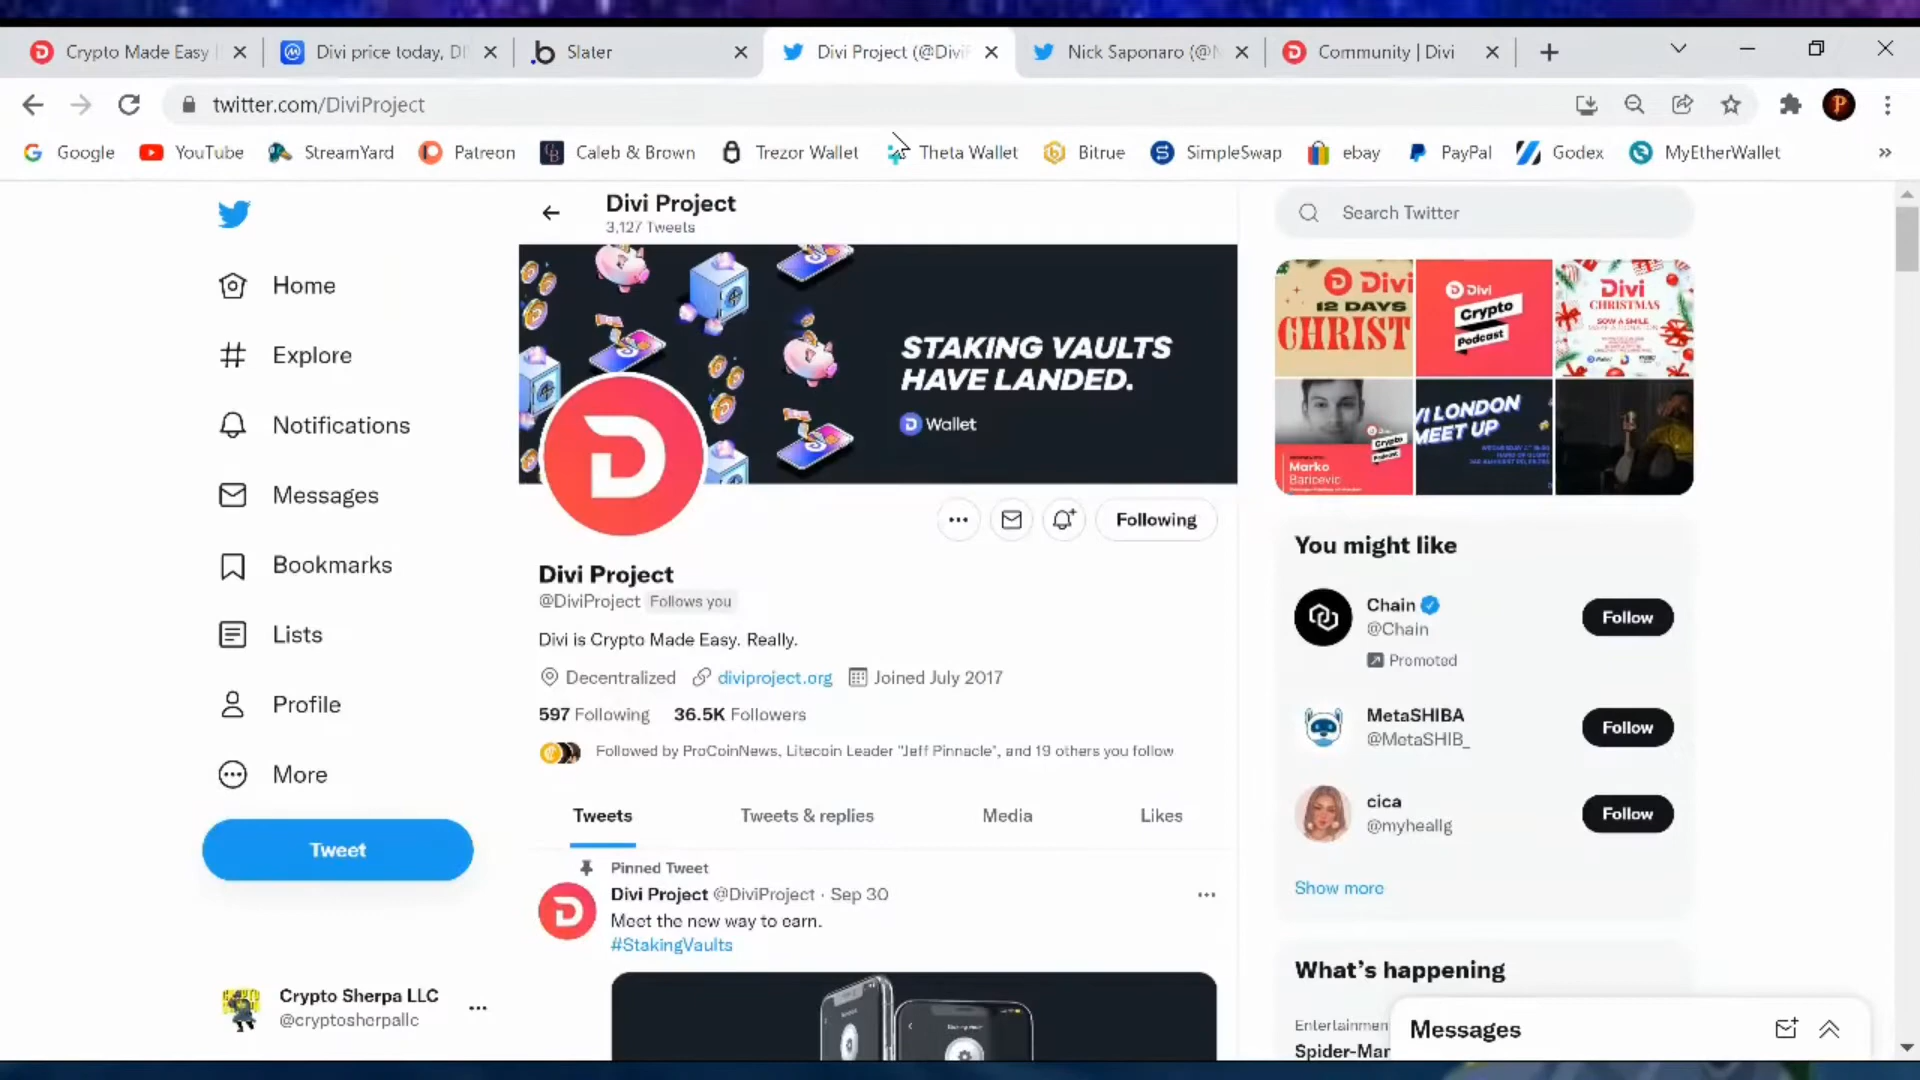 Crypto Made Easy
Divi price today, DI
Slater
Divi Project (@Divi
Nick Saponaro (@N
Community | Divi
twitter.com/DiviProject
P
Google
YouTube
StreamYard
Patreon
Caleb & Brown
Trezor Wallet
Theta Wallet
Bitrue
SimpleSwap
ebay
PayPal
Godex
MyEtherWallet
Home
Explore
Notifications
Messages
Bookmarks
Lists
Profile
More
Tweet
Crypto Sherpa LLC
@cryptosherpallc
Divi Project
3,127 Tweets
STAKING VAULTS
HAVE LANDED.
Wallet
Following
Divi Project
@DiviProject Follows you
Divi is Crypto Made Easy. Really.
Decentralized diviproject.org Joined July 2017
597 Following 36.5K Followers
Followed by ProCoinNews, Litecoin Leader "Jeff Pinnacle", and 19 others you follow
Tweets
Tweets & replies
Media
Likes
Pinned Tweet
Divi Project @DiviProject · Sep 30
Meet the new way to earn.
#StakingVaults
Search Twitter
Divi
12 DAYS
CHRIST
Divi
Crypto
Podcast
Divi
CHRISTMAS
SOW A SMILE
Marko
Baricevic
Crypto
Podcast
VI LONDON
MEET UP
You might like
Chain
@Chain
Promoted
Follow
MetaSHIBA
@MetaSHIB_
Follow
cica
@myheallg
Follow
Show more
What's happening
Entertainmen
Spider-Mar
Messages